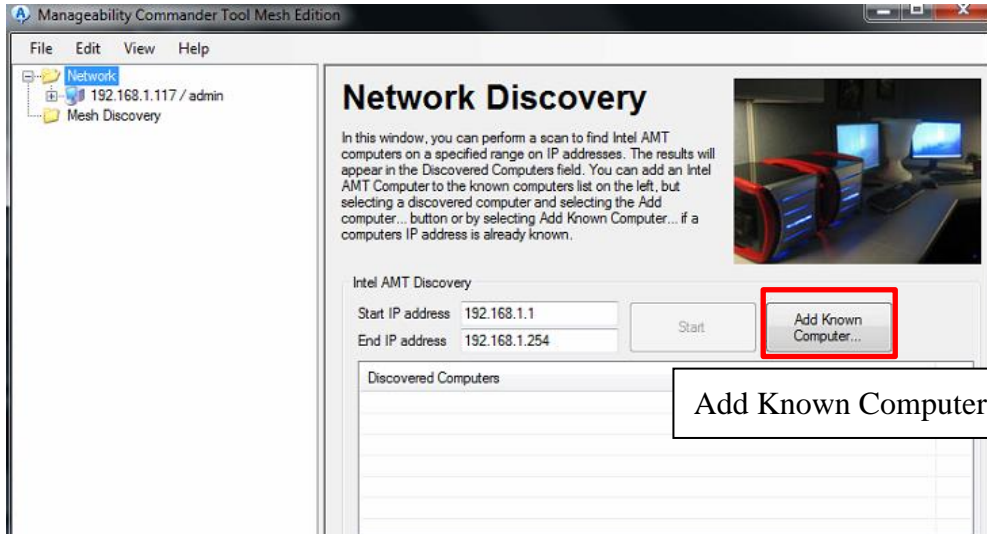 Manageability Commander Tool Mesh Edition
File Edit View Help
Network
192.168.1.117 / admin
Mesh Discovery
Network Discovery
In this window, you can perform a scan to find Intel AMT
computers on a specified range on IP addresses. The results will
appear in the Discovered Computers field. You can add an Intel
AMT Computer to the known computers list on the left, but
selecting a discovered computer and selecting the Add
computer... button or by selecting Add Known Computer... if a
computers IP address is already known.
Intel AMT Discovery
Start IP address 192.168.1.1
End IP address 192.168.1.254
Start
Add Known
Computer...
Discovered Computers
Add Known Computer